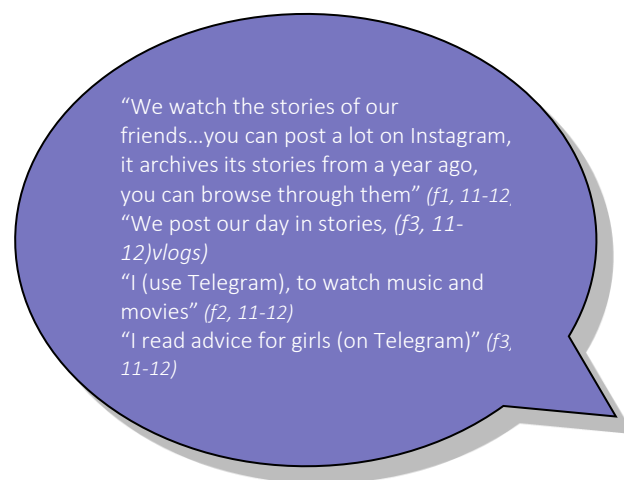 “We watch the stories of our
friends…you can post a lot on Instagram,
it archives its stories from a year ago,
you can browse through them” (f1, 11-12
“We post our day in stories, (f3, 11-
12)vlogs)
“I (use Telegram), to watch music and
movies” (f2, 11-12)
“I read advice for girls (on Telegram)” (f3,
11-12)